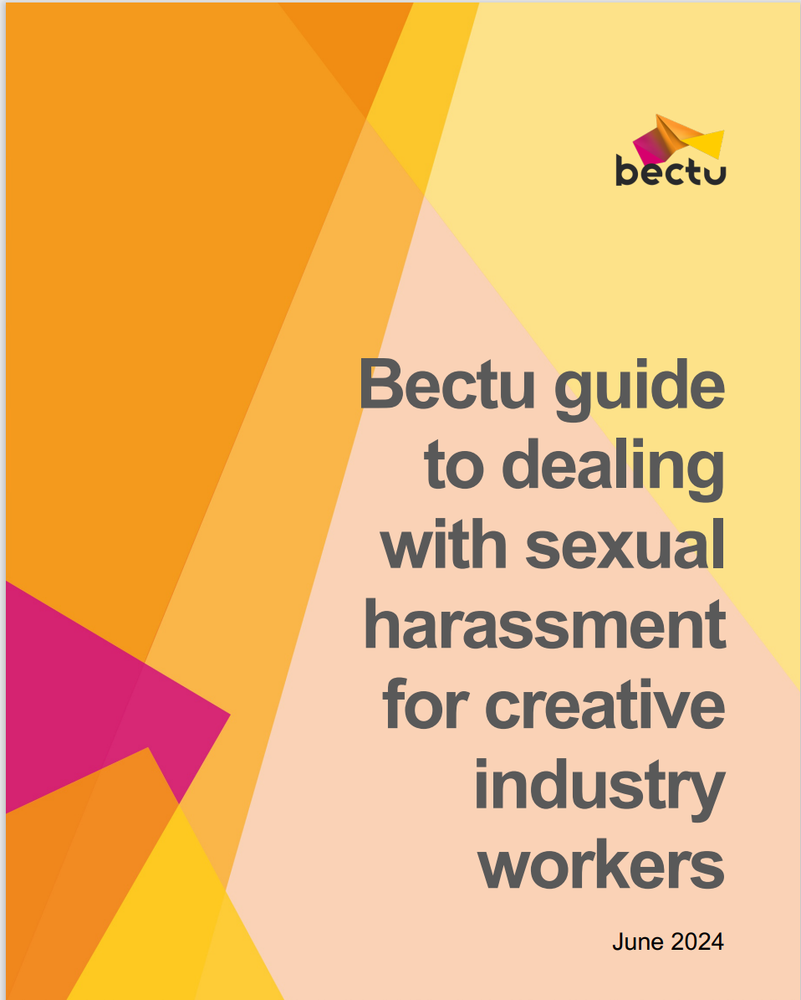 bectu
Bectu guide
to dealing
with sexual
harassment
for creative
industry
workers
June 2024